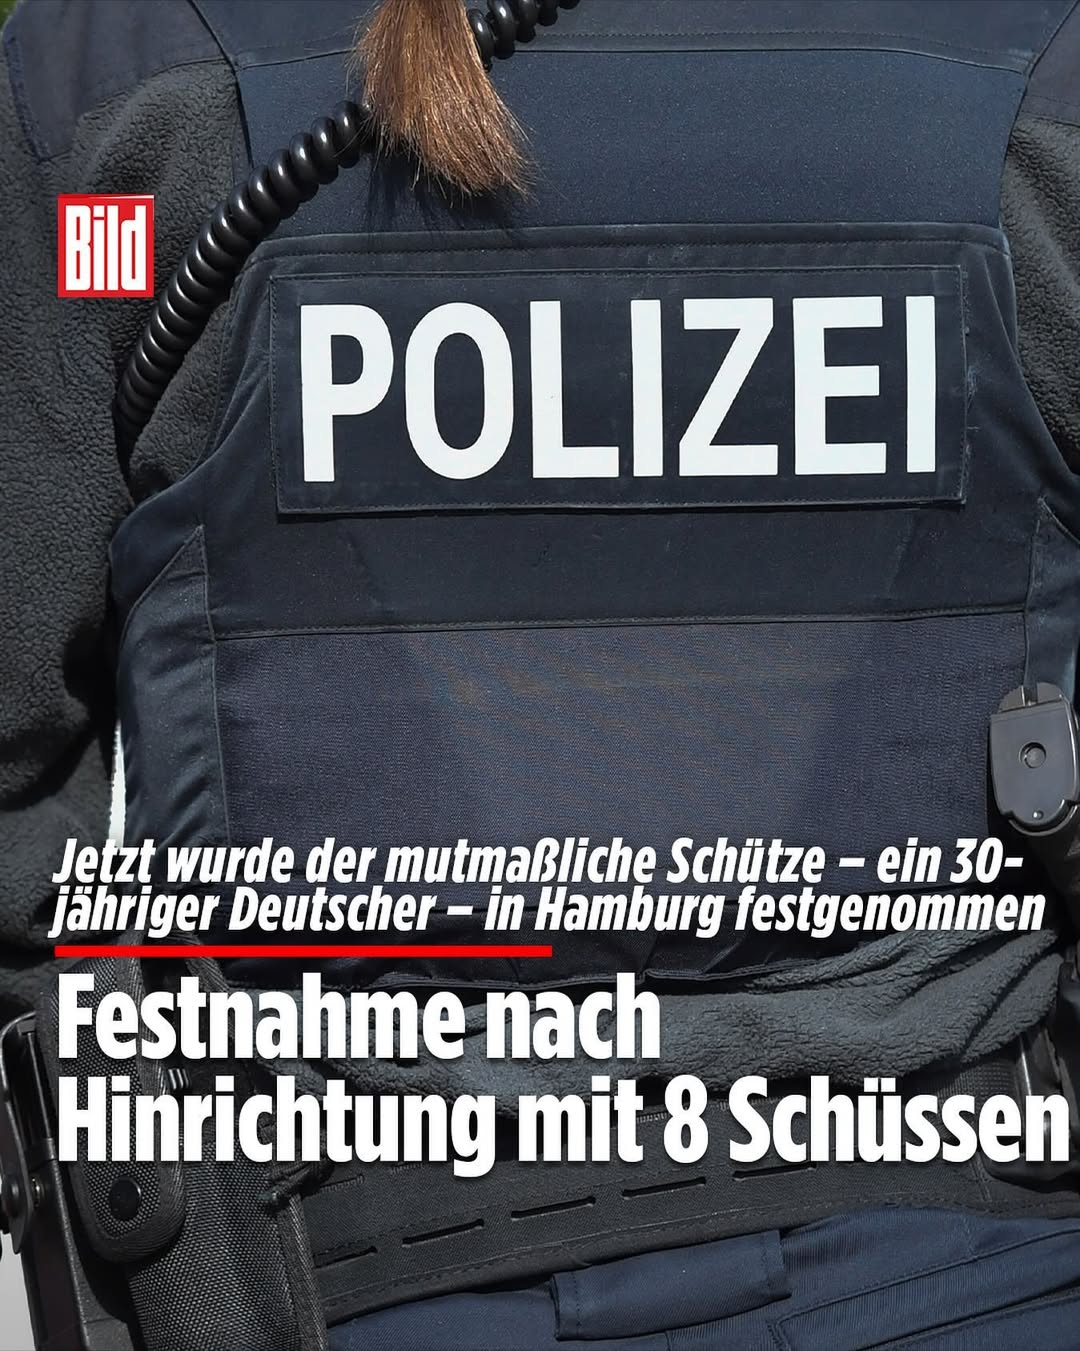 Bild
POLIZEI
Jetzt wurde der mutmaßliche Schütze – ein 30-
jähriger Deutscher – in Hamburg festgenommen
Festnahme nach
Hinrichtung mit 8 Schüssen